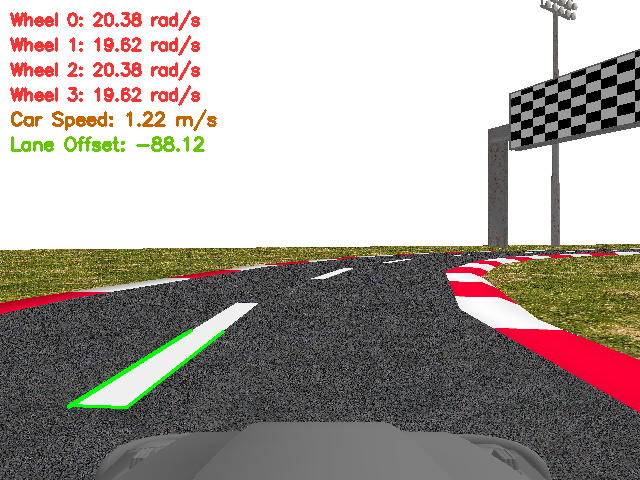 Wheel 0: 20.38 rad/s
Wheel 1: 19.62 rad/s
Wheel 2: 20.38 rad/s
Wheel 3: 19.62 rad/s
Car Speed: 1.22 m/s
Lane Offset: -88.12